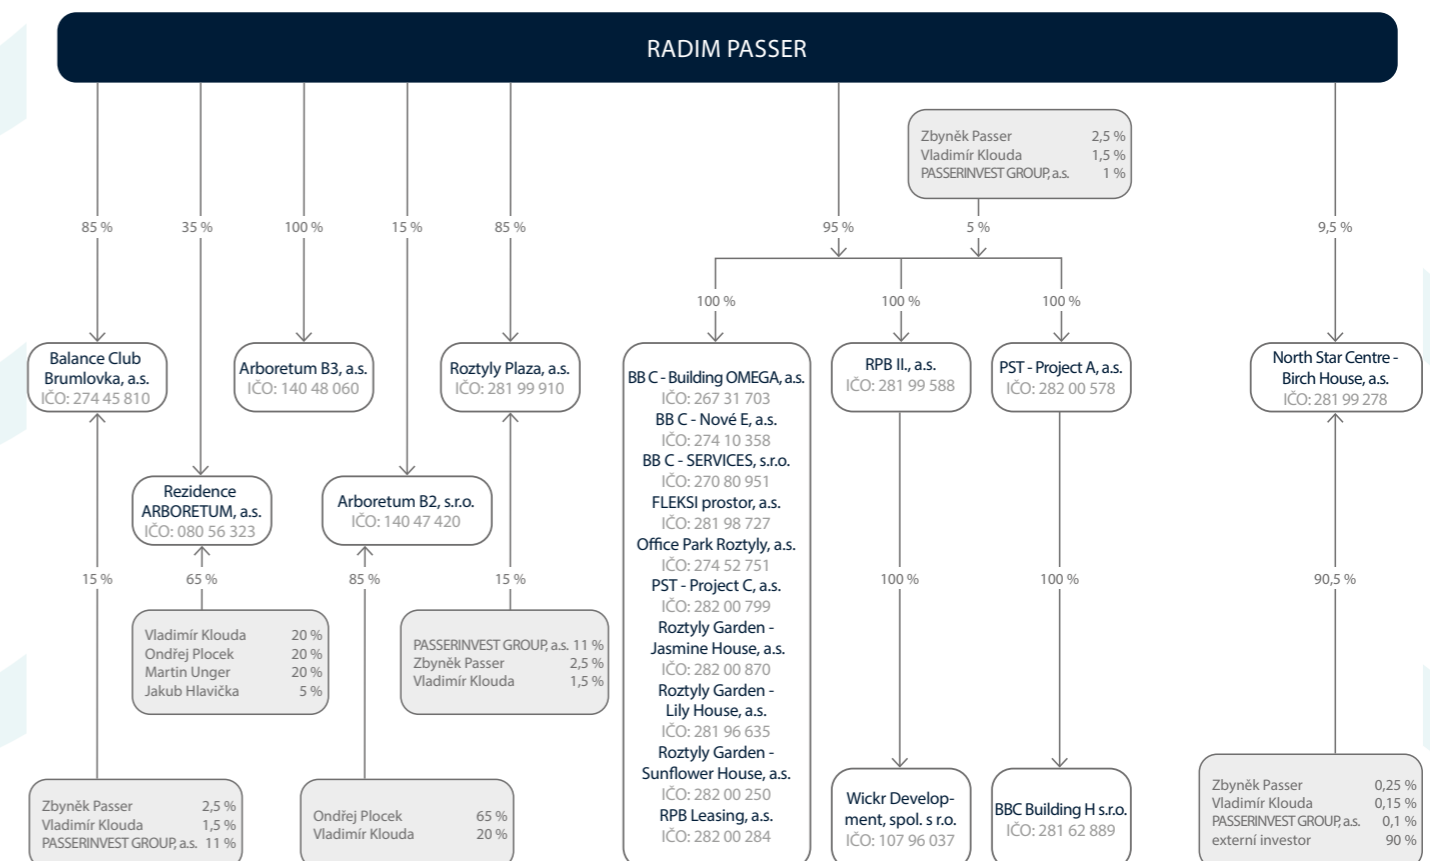 RADIM PASSER
Zbyněk Passer 2,5 %
Vladimír Klouda 1,5 %
PASSERINVEST GROUP, a.s. 1 %
85 %
35 %
100 %
15 %
85 %
95 %
5 %
9,5 %
100 %
100 %
100 %
Balance Club
Brumlovka, a.s.
IČO: 274 45 810
Arboretum B3, a.s.
IČO: 140 48 060
Roztyly Plaza, a.s.
IČO: 281 99 910
BB C - Building OMEGA, a.s.
IČO: 267 31 703
BB C - Nové E, a.s.
IČO: 274 10 358
BB C - SERVICES, s.r.o.
IČO: 270 80 951
FLEKSI prostor, a.s.
IČO: 281 98 727
Office Park Roztyly, a.s.
IČO: 274 52 751
PST - Project C, a.s.
IČO: 282 00 799
Roztyly Garden -
Jasmine House, a.s.
IČO: 282 00 870
Roztyly Garden -
Lily House, a.s.
IČO: 281 96 635
Roztyly Garden -
Sunflower House, a.s.
IČO: 282 00 250
RPB Leasing, a.s.
IČO: 282 00 284
RPB II., a.s.
IČO: 281 99 588
PST - Project A, a.s.
IČO: 282 00 578
North Star Centre -
Birch House, a.s.
IČO: 281 99 278
Rezidence
ARBORETUM, a.s.
IČO: 080 56 323
Arboretum B2, s.r.o.
IČO: 140 47 420
15 %
65 %
85 %
15 %
100 %
100 %
90,5 %
Vladimír Klouda 20 %
Ondřej Plocek 20 %
Martin Unger 20 %
Jakub Hlavička 5 %
PASSERINVEST GROUP, a.s. 11 %
Zbyněk Passer 2,5 %
Vladimír Klouda 1,5 %
Zbyněk Passer 2,5 %
Vladimír Klouda 1,5 %
PASSERINVEST GROUP, a.s. 11 %
Ondřej Plocek 65 %
Vladimír Klouda 20 %
Wickr Develop-
ment, spol. s r.o.
IČO: 107 96 037
BBC Building H s.r.o.
IČO: 281 62 889
Zbyněk Passer 0,25 %
Vladimír Klouda 0,15 %
PASSERINVEST GROUP, a.s. 0,1 %
externí investor 90 %